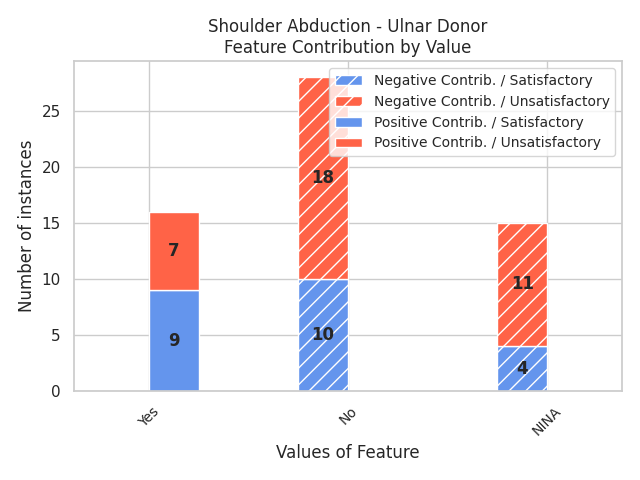 Shoulder Abduction - Ulnar Donor
Feature Contribution by Value
Negative Contrib. / Satisfactory
Negative Contrib. / Unsatisfactory
Positive Contrib. / Satisfactory
Positive Contrib. / Unsatisfactory
Number of instances
25
20
15
10
5
0
7
9
18
10
11
4
Yes
No
NINA
Values of Feature